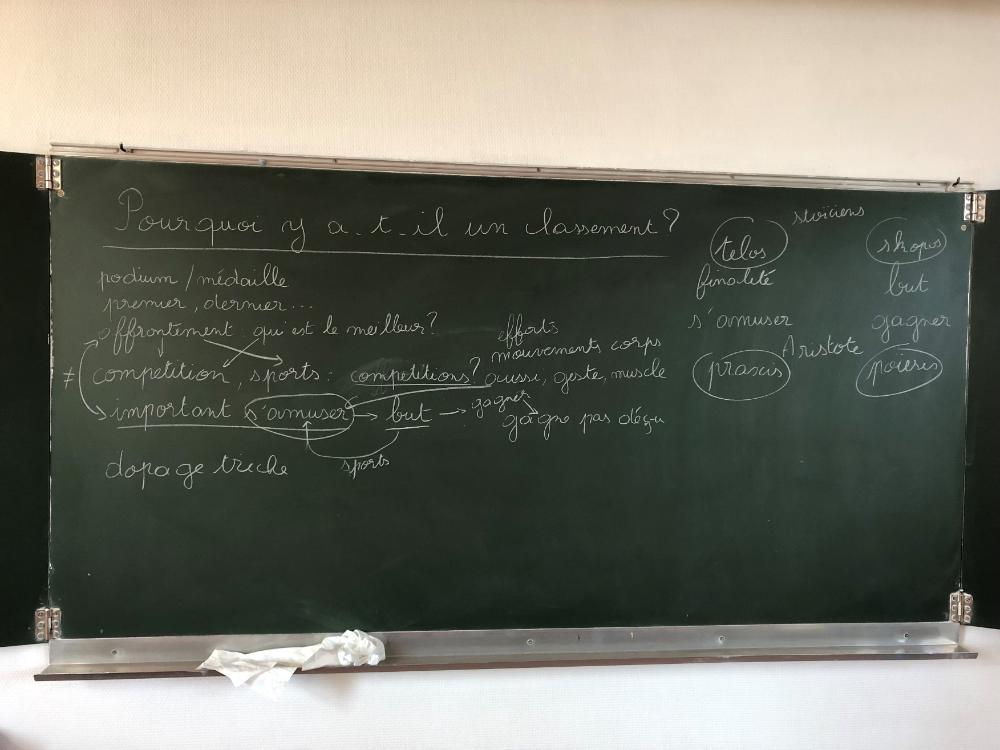 Pourquoi y a-t-il un classement ?
podium / médaille
premier, dernier...
affrontement : qui est le meilleur ?
≠ competition, sports : competitions ?
efforts
mouvements corps
aussi, geste, muscle
important s'amuser → but → gagner
gagne pas déçu
sports
dopage triche
stoïciens
telos skopos
finalité but
s'amuser gagner
Aristote
praxis poïesis